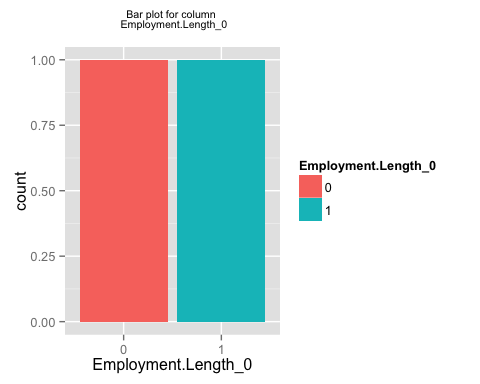 Bar plot for column
Employment.Length_0
1.00
0.75
0.50
0.25
0.00
count
0
1
Employment.Length_0
Employment.Length_0
0
1